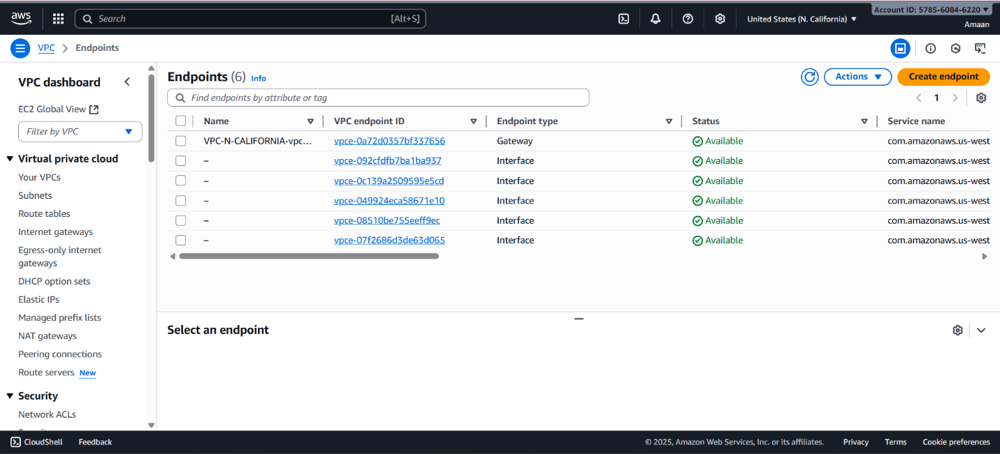 aws
Search [Alt+S]
United States (N. California)
Account ID: 5785-6084-6220
Amaan
VPC
Endpoints
VPC dashboard
EC2 Global View
Filter by VPC
Virtual private cloud
Your VPCs
Subnets
Route tables
Internet gateways
Egress-only internet
gateways
DHCP option sets
Elastic IPs
Managed prefix lists
NAT gateways
Peering connections
Route servers New
Security
Network ACLs
Endpoints (6) Info
Actions
Create endpoint
Find endpoints by attribute or tag
1
Name VPC endpoint ID Endpoint type Status Service name
VPC-N-CALIFORNIA-vpc... vpce-0a72d0357bf337656 Gateway Available com.amazonaws.us-west
– vpce-092cfdfb7ba1ba937 Interface Available com.amazonaws.us-west
– vpce-0c139a2509595e5cd Interface Available com.amazonaws.us-west
– vpce-049924eca58671e10 Interface Available com.amazonaws.us-west
– vpce-08510be755eeff9ec Interface Available com.amazonaws.us-west
– vpce-07f2686d3de63d065 Interface Available com.amazonaws.us-west
Select an endpoint
CloudShell Feedback © 2025, Amazon Web Services, Inc. or its affiliates. Privacy Terms Cookie preferences